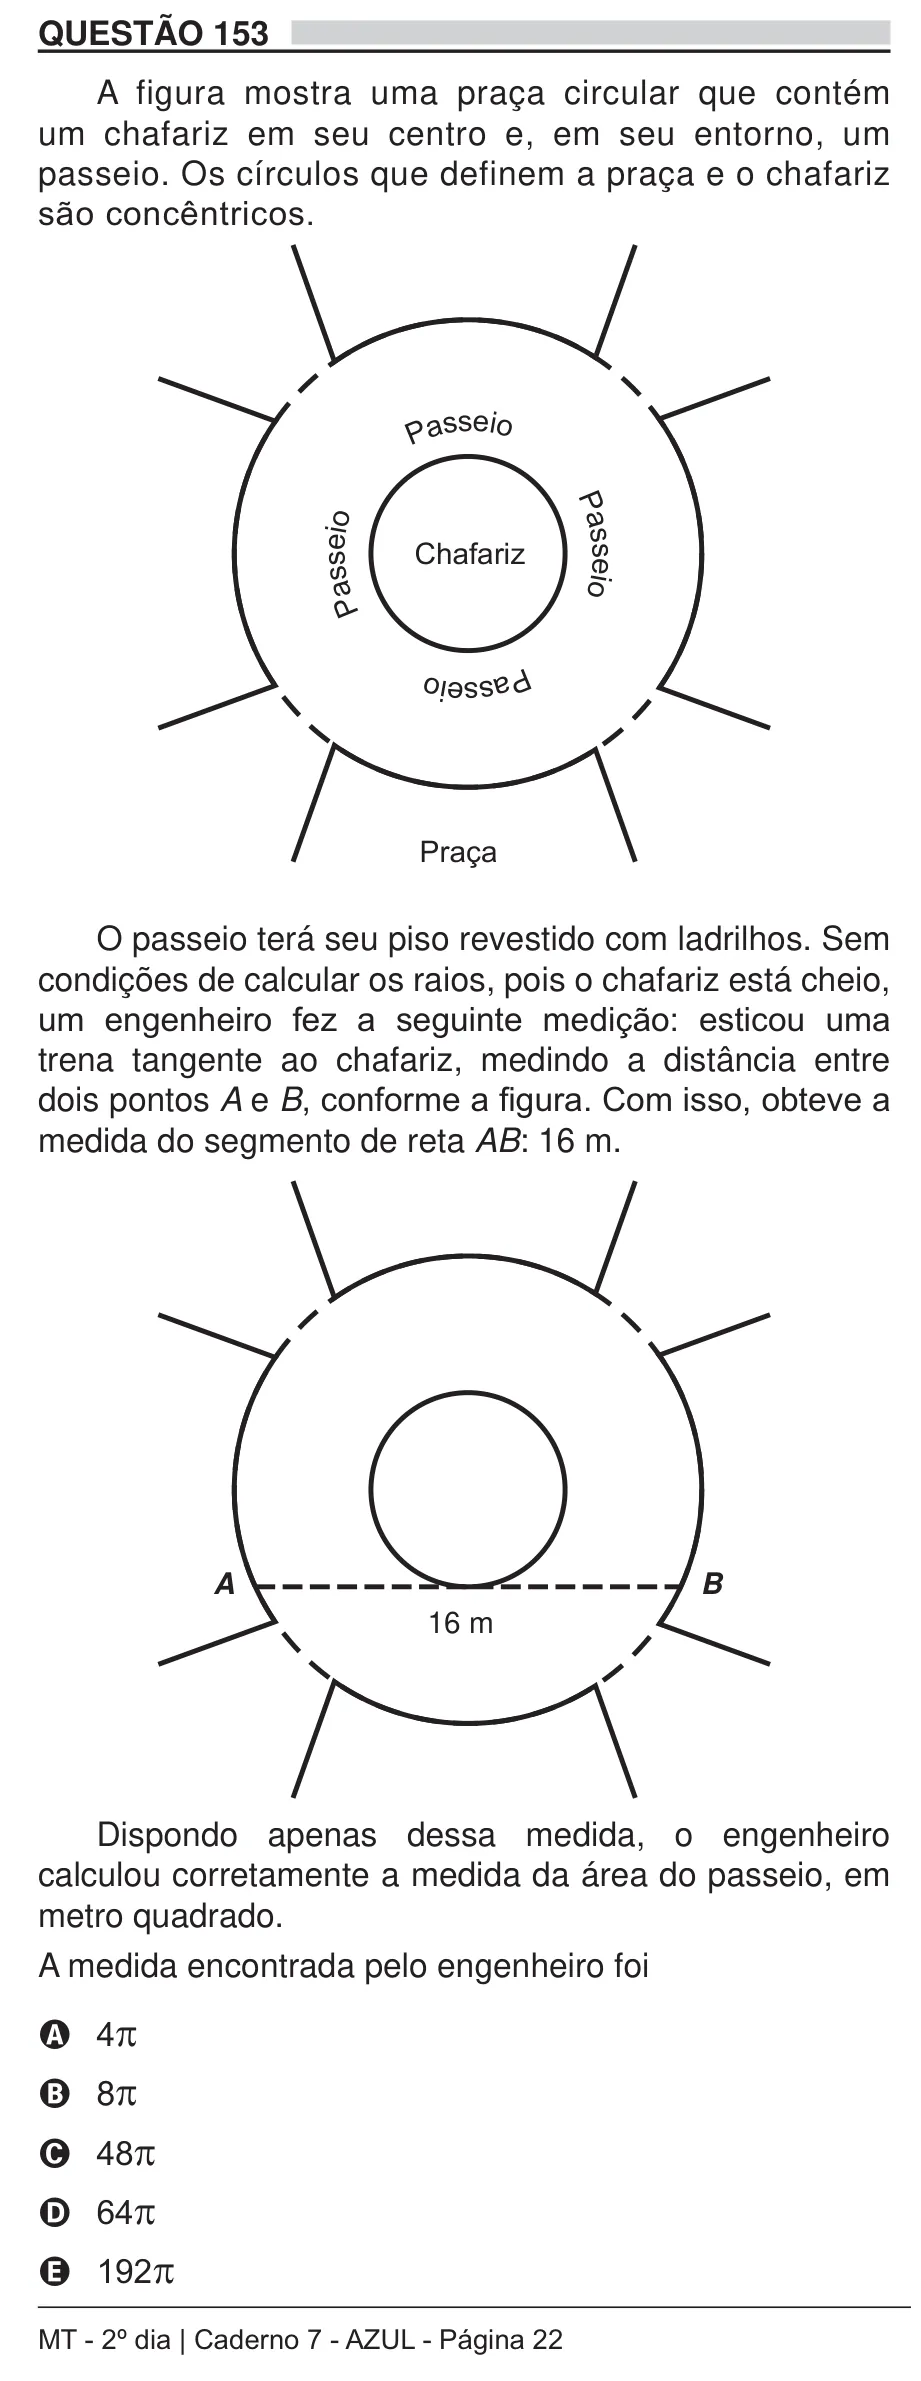 QUESTÃO 153
A figura mostra uma praça circular que contém
um chafariz em seu centro e, em seu entorno, um
passeio. Os círculos que definem a praça e o chafariz
são concêntricos.
Passeio
Passeio
Chafariz
Passeio
Passeio
Praça
O passeio terá seu piso revestido com ladrilhos. Sem
condições de calcular os raios, pois o chafariz está cheio,
um engenheiro fez a seguinte medição: esticou uma
trena tangente ao chafariz, medindo a distância entre
dois pontos A e B, conforme a figura. Com isso, obteve a
medida do segmento de reta AB: 16 m.
A B
16 m
Dispondo apenas dessa medida, o engenheiro
calculou corretamente a medida da área do passeio, em
metro quadrado.
A medida encontrada pelo engenheiro foi
A 4π
B 8π
C 48π
D 64π
E 192π
MT - 2º dia | Caderno 7 - AZUL - Página 22